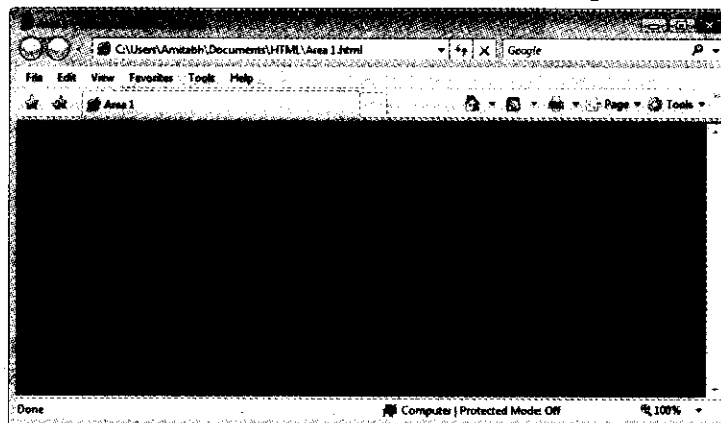 C:\Users\Amitabh\Documents\HTML\Area 1.html Google
File Edit View Favorites Tools Help
Area 1 Page Tools
Done Computer | Protected Mode: Off 100%